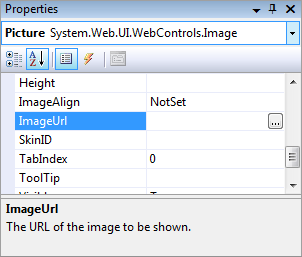 Properties
Picture System.Web.UI.WebControls.Image
Height
ImageAlign NotSet
ImageUrl ...
SkinID
TabIndex 0
ToolTip
ImageUrl
The URL of the image to be shown.